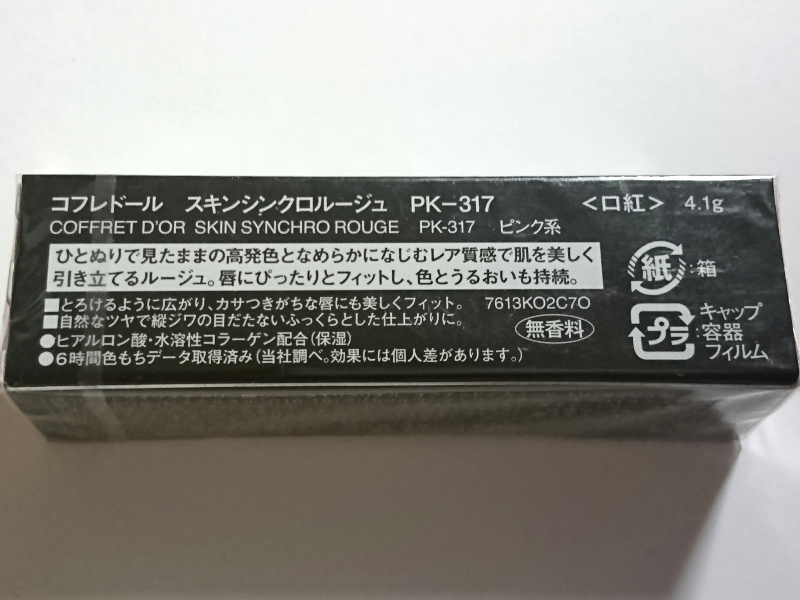 コフレドール スキンシンクロルージュ PK-317 <口紅> 4.1g
COFFRET D'OR SKIN SYNCHRO ROUGE PK-317 ピンク系
ひとぬりで見たままの高発色となめらかになじむレア質感で肌を美しく
引き立てるルージュ。唇にぴったりとフィットし、色とうるおいも持続。
■とろけるように広がり、カサつきがちな唇にも美しくフィット。 7613KO2C7O
■自然なツヤで縦ジワの目だたないふっくらとした仕上がりに。
●ヒアルロン酸・水溶性コラーゲン配合(保湿)
●6時間色もちデータ取得済み(当社調べ。効果には個人差があります。)
無香料
紙:箱
プラ:キャップ
容器
フィルム